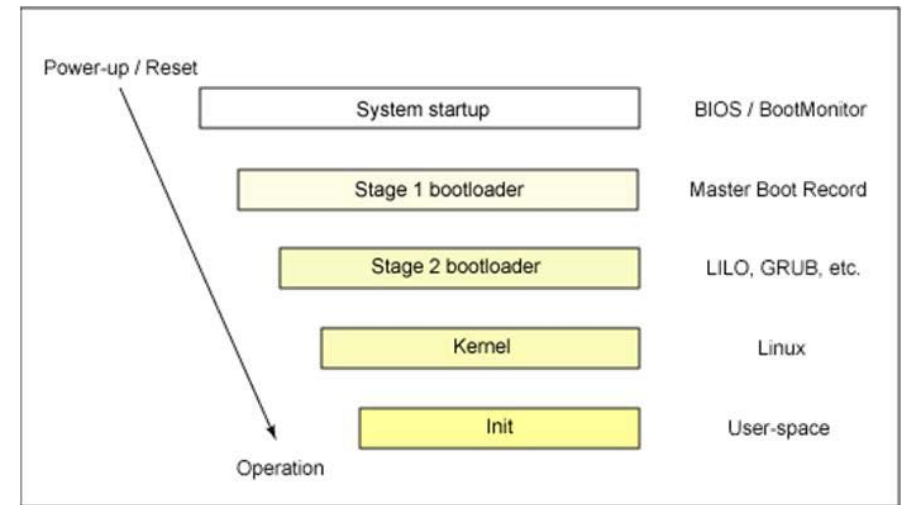 Power-up / Reset
System startup
BIOS / BootMonitor
Stage 1 bootloader
Master Boot Record
Stage 2 bootloader
LILO, GRUB, etc.
Kernel
Linux
Init
User-space
Operation